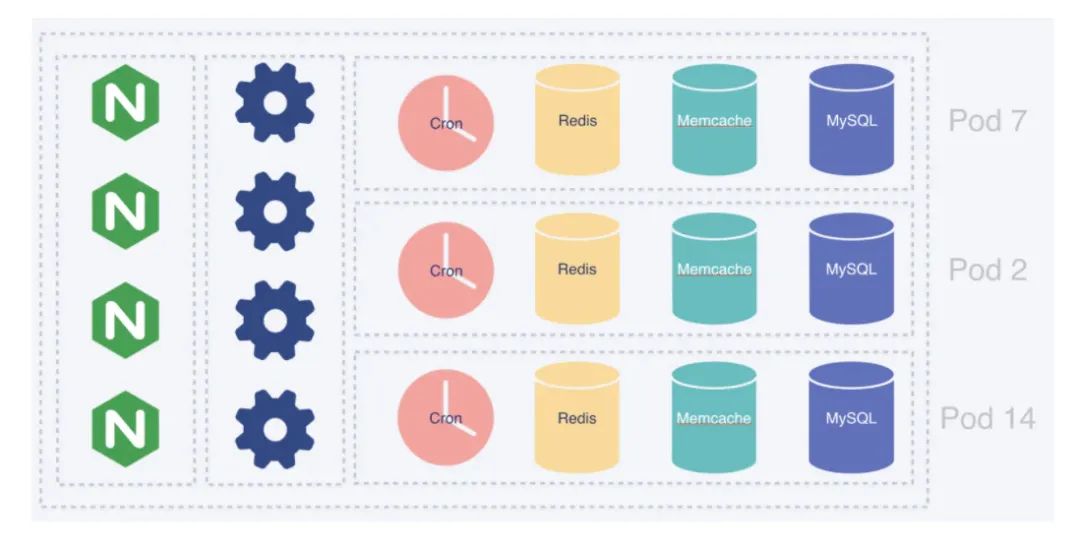 N
Cron
Redis
Memcache
MySQL
Pod 7
N
N
Cron
Redis
Memcache
MySQL
Pod 2
N
Cron
Redis
Memcache
MySQL
Pod 14
N